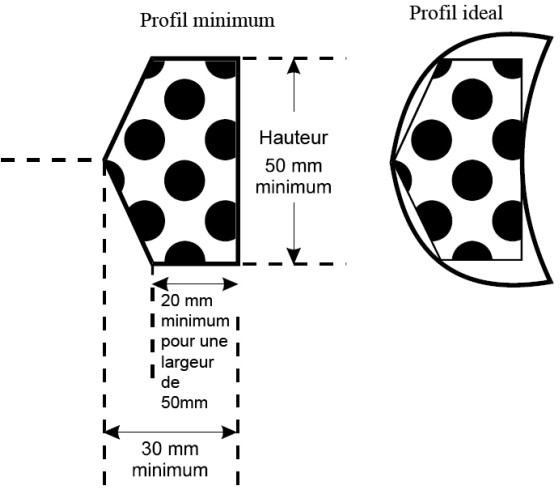 Profil minimum
Profil ideal
Hauteur
50 mm
minimum
20 mm
minimum
pour une
largeur
de
50mm
30 mm
minimum